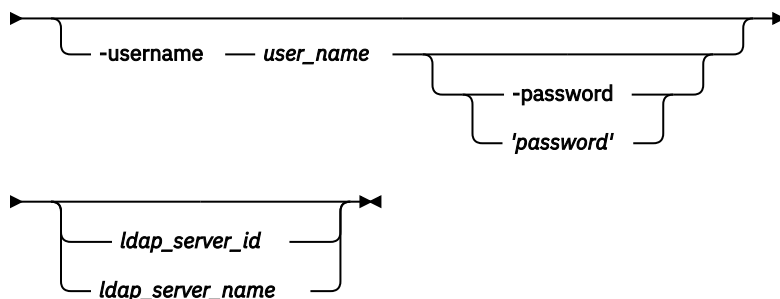 -username user_name
-password
'password'
ldap_server_id
ldap_server_name